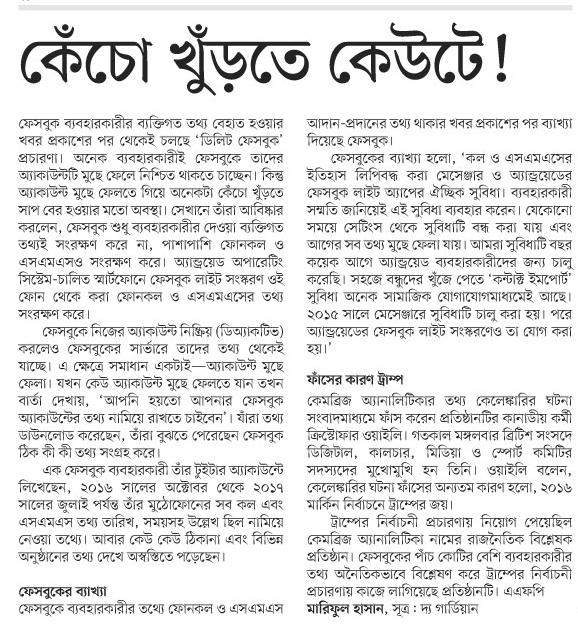 কেঁচো খুঁড়তে কেউটে!
ফেসবুক ব্যবহারকারীর ব্যক্তিগত তথ্য বেহাত হওয়ার
খবর প্রকাশের পর থেকেই চলছে ‘ডিলিট ফেসবুক’
প্রচারণা। অনেক ব্যবহারকারীই ফেসবুকে তাদের
অ্যাকাউন্টটি মুছে ফেলে নিশ্চিত থাকতে চাচ্ছেন। কিন্তু
অ্যাকাউন্ট মুছে ফেলতে গিয়ে অনেকটা কেঁচো খুঁড়তে
সাপ বের হওয়ার মতো অবস্থা। সেখানে তাঁরা আবিষ্কার
করলেন, ফেসবুক শুধু ব্যবহারকারীর দেওয়া ব্যক্তিগত
তথ্যই সংরক্ষণ করে না, পাশাপাশি ফোনকল ও
এসএমএসও সংরক্ষণ করে। অ্যান্ড্রয়েড অপারেটিং
সিস্টেম-চালিত স্মার্টফোনে ফেসবুক লাইট সংস্করণ ওই
ফোন থেকে করা ফোনকল ও এসএমএসের তথ্য
সংরক্ষণ করে।
ফেসবুকে নিজের অ্যাকাউন্ট নিষ্ক্রিয় (ডিঅ্যাকটিভ)
করলেও ফেসবুকের সার্ভারে তাদের তথ্য থেকেই
যাচ্ছে। এ ক্ষেত্রে সমাধান একটাই—অ্যাকাউন্ট মুছে
ফেলা। যখন কেউ অ্যাকাউন্ট মুছে ফেলতে যান তখন
বার্তা দেখায়, ‘আপনি হয়তো আপনার ফেসবুক
অ্যাকাউন্টের তথ্য নামিয়ে রাখতে চাইবেন’। যাঁরা তথ্য
ডাউনলোড করেছেন, তাঁরা বুঝতে পেরেছেন ফেসবুক
ঠিক কী কী তথ্য সংগ্রহ করে।
এক ফেসবুক ব্যবহারকারী তাঁর টুইটার অ্যাকাউন্টে
লিখেছেন, ২০১৬ সালের অক্টোবর থেকে ২০১৭
সালের জুলাই পর্যন্ত তাঁর মুঠোফোনের সব কল এবং
এসএমএস তথ্য তারিখ, সময়সহ উল্লেখ ছিল নামিয়ে
নেওয়া তথ্যে। আবার কেউ কেউ ঠিকানা এবং বিভিন্ন
অনুষ্ঠানের তথ্য দেখে অস্বস্তিতে পড়েছেন।
ফেসবুকের ব্যাখ্যা
ফেসবুকে ব্যবহারকারীর তথ্যে ফোনকল ও এসএমএস
আদান-প্রদানের তথ্য থাকার খবর প্রকাশের পর ব্যাখ্যা
দিয়েছে ফেসবুক।
ফেসবুকের ব্যাখ্যা হলো, ‘কল ও এসএমএসের
ইতিহাস লিপিবদ্ধ করা মেসেঞ্জার ও অ্যান্ড্রয়েডের
ফেসবুক লাইট অ্যাপের ঐচ্ছিক সুবিধা। ব্যবহারকারী
সম্মতি জানিয়েই এই সুবিধা ব্যবহার করেন। যেকোনো
সময়ে সেটিংস থেকে সুবিধাটি বন্ধ করা যায় এবং
আগের সব তথ্য মুছে ফেলা যায়। আমরা সুবিধাটি বছর
কয়েক আগে অ্যান্ড্রয়েড ব্যবহারকারীদের জন্য চালু
করেছি। সহজে বন্ধুদের খুঁজে পেতে ‘কন্টাক্ট ইমপোর্ট’
সুবিধা অনেক সামাজিক যোগাযোগমাধ্যমেই আছে।
২০১৫ সালে মেসেঞ্জারে সুবিধাটি চালু করা হয়। পরে
অ্যান্ড্রয়েডের ফেসবুক লাইট সংস্করণেও তা যোগ করা
হয়।’
ফাঁসের কারণ ট্রাম্প
কেমব্রিজ অ্যানালিটিকার তথ্য কেলেঙ্কারির ঘটনা
সংবাদমাধ্যমে ফাঁস করেন প্রতিষ্ঠানটির কানাডীয় কর্মী
ক্রিস্টোফার ওয়াইলি। গতকাল মঙ্গলবার ব্রিটিশ সংসদে
ডিজিটাল, কালচার, মিডিয়া ও স্পোর্ট কমিটির
সদস্যদের মুখোমুখি হন তিনি। ওয়াইলি বলেন,
কেলেঙ্কারির ঘটনা ফাঁসের অন্যতম কারণ হলো, ২০১৬
মার্কিন নির্বাচনে ট্রাম্পের জয়।
ট্রাম্পের নির্বাচনী প্রচারণায় নিয়োগ পেয়েছিল
কেমব্রিজ অ্যানালিটিকা নামের রাজনৈতিক বিশ্লেষক
প্রতিষ্ঠান। ফেসবুকের পাঁচ কোটির বেশি ব্যবহারকারীর
তথ্য অনৈতিকভাবে বিশ্লেষণ করে ট্রাম্পের নির্বাচনী
প্রচারণায় কাজে লাগিয়েছে প্রতিষ্ঠানটি। এএফপি
মারিফুল হাসান, সূত্র : দ্য গার্ডিয়ান